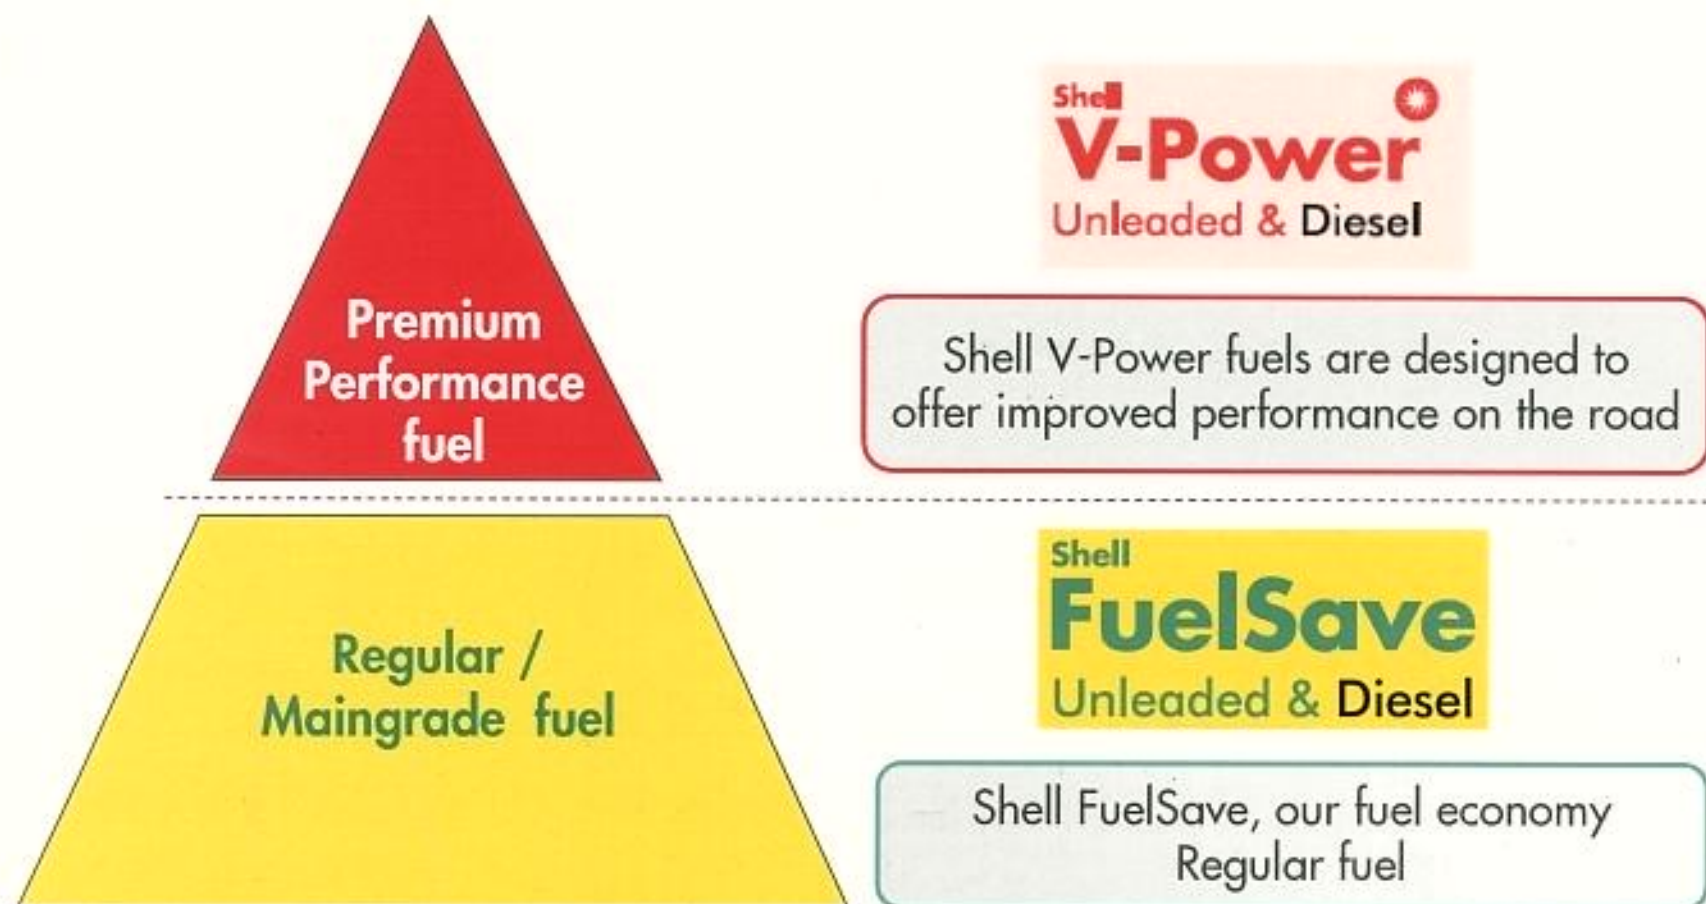 Premium
Performance
fuel
Shell
V-Power
Unleaded & Diesel
Shell V-Power fuels are designed to
offer improved performance on the road
Regular /
Maingrade fuel
Shell
FuelSave
Unleaded & Diesel
Shell FuelSave, our fuel economy
Regular fuel